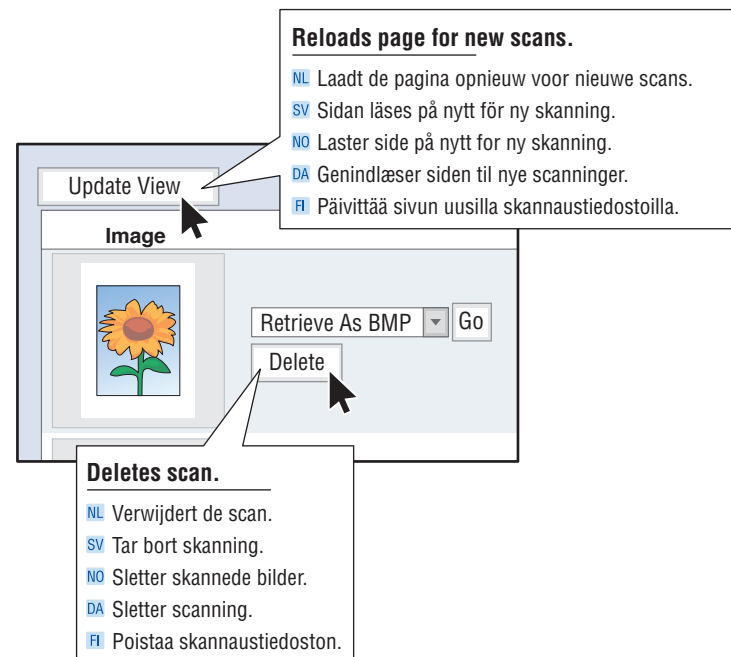 Reloads page for new scans.
NL Laadt de pagina opnieuw voor nieuwe scans.
SV Sidan läses på nytt för ny skanning.
NO Laster side på nytt for ny skanning.
DA Genindlæser siden til nye scanninger.
FI Päivittää sivun uusilla skannaustiedostoilla.
Update View
Image
Retrieve As BMP Go
Delete
Deletes scan.
NL Verwijdert de scan.
SV Tar bort skanning.
NO Sletter skannede bilder.
DA Sletter scanning.
FI Poistaa skannaustiedoston.